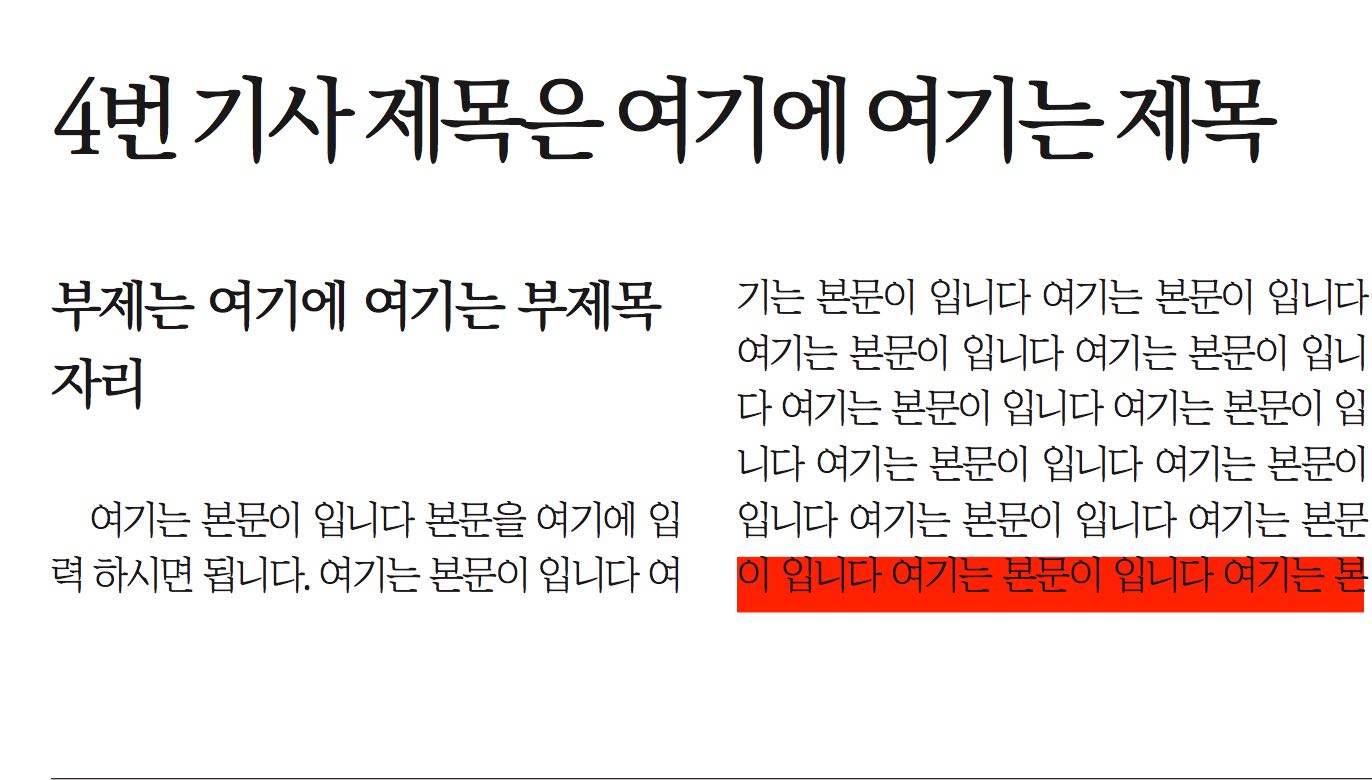 4번 기사 제목은 여기에 여기는 제목
부제는 여기에 여기는 부제목
자리
여기는 본문이 입니다 본문을 여기에 입
력 하시면 됩니다. 여기는 본문이 입니다 여
기는 본문이 입니다 여기는 본문이 입니다
여기는 본문이 입니다 여기는 본문이 입니
다 여기는 본문이 입니다 여기는 본문이 입
니다 여기는 본문이 입니다 여기는 본문이
입니다 여기는 본문이 입니다 여기는 본문
이 입니다 여기는 본문이 입니다 여기는 본